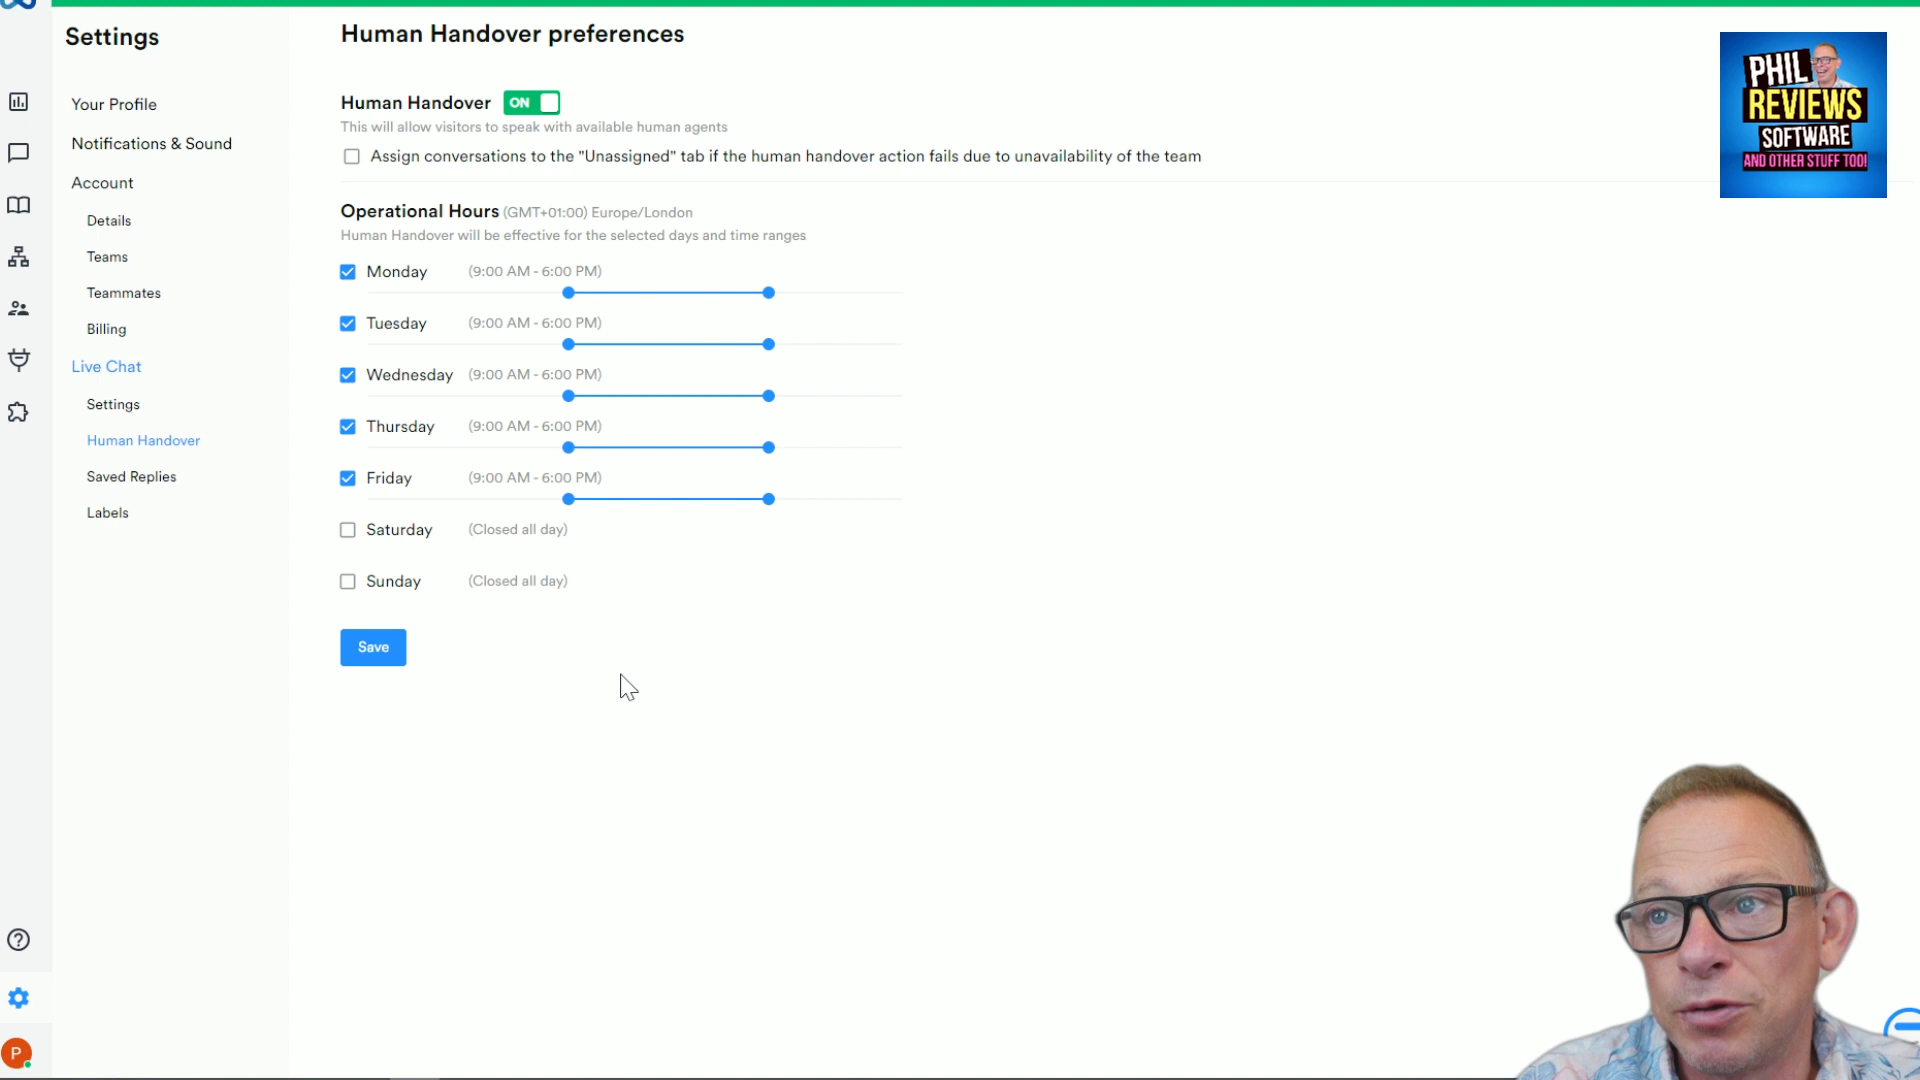 Settings
Your Profile
Notifications & Sound
Account
Details
Teams
Teammates
Billing
Live Chat
Settings
Human Handover
Saved Replies
Labels
P
Human Handover preferences
Human Handover ON
This will allow visitors to speak with available human agents
Assign conversations to the "Unassigned" tab if the human handover action fails due to unavailability of the team
Operational Hours (GMT+01:00) Europe/London
Human Handover will be effective for the selected days and time ranges
Monday (9:00 AM - 6:00 PM)
Tuesday (9:00 AM - 6:00 PM)
Wednesday (9:00 AM - 6:00 PM)
Thursday (9:00 AM - 6:00 PM)
Friday (9:00 AM - 6:00 PM)
Saturday (Closed all day)
Sunday (Closed all day)
Save
PHIL
REVIEWS
SOFTWARE
AND OTHER STUFF TOO!